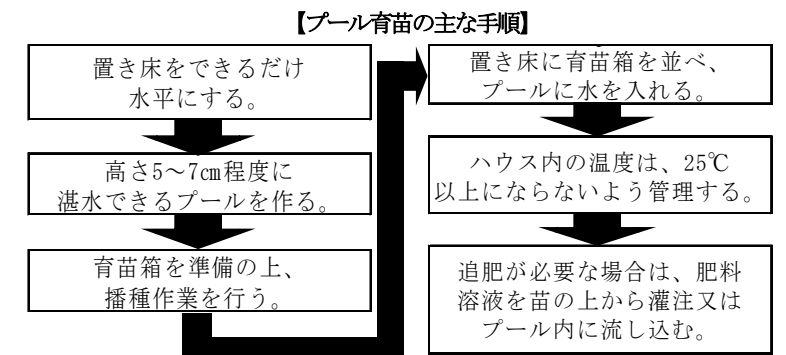 【プール育苗の主な手順】
置き床をできるだけ
水平にする。
高さ5～7㎝程度に
湛水できるプールを作る。
育苗箱を準備の上、
播種作業を行う。
置き床に育苗箱を並べ、
プールに水を入れる。
ハウス内の温度は、25℃
以上にならないよう管理する。
追肥が必要な場合は、肥料
溶液を苗の上から灌注又は
プール内に流し込む。